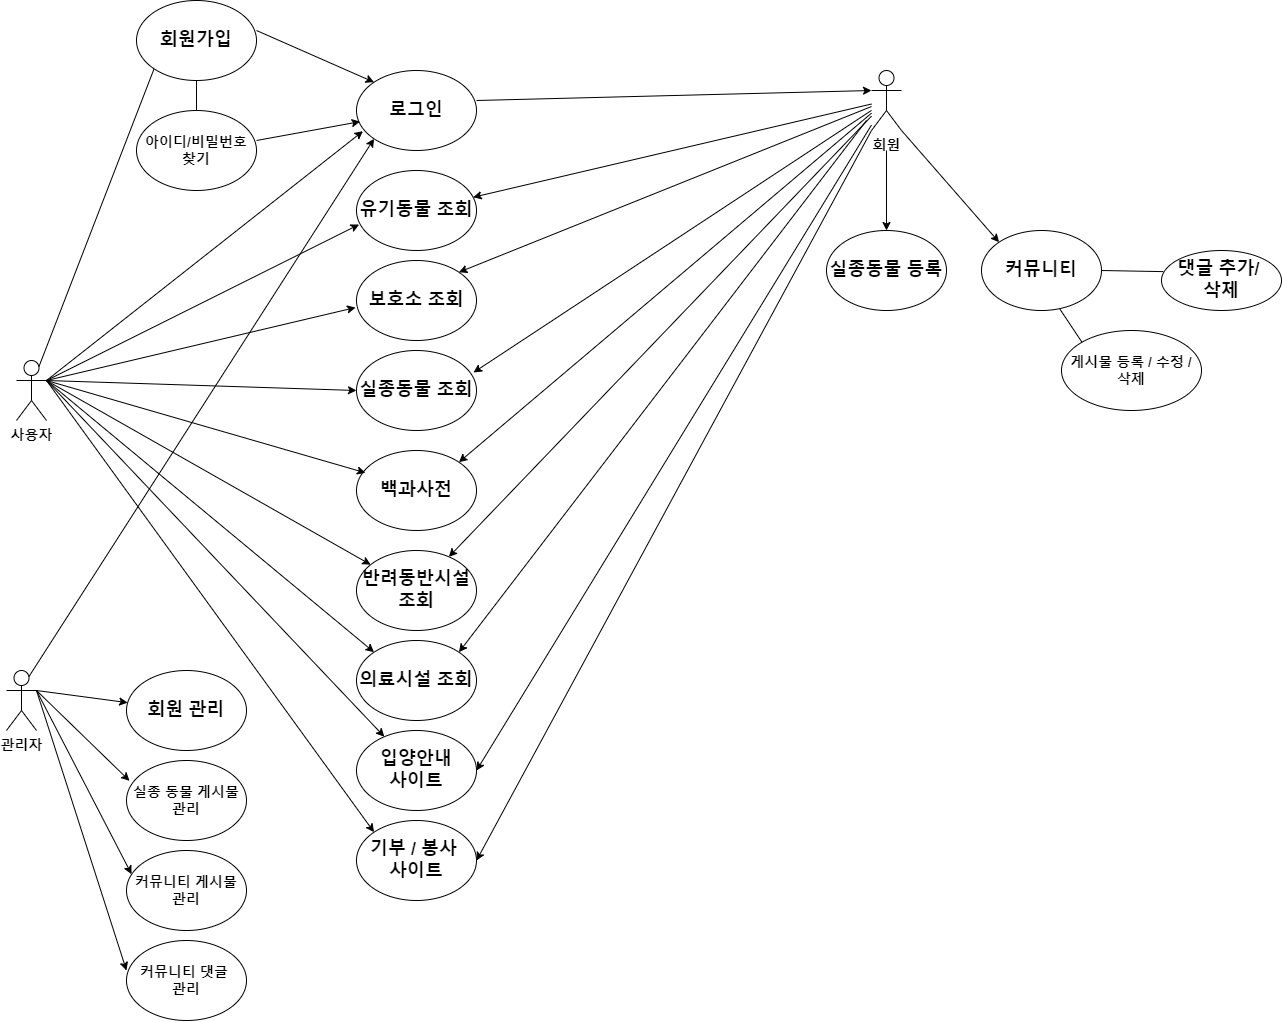 회원가입
로그인
아이디/비밀번호
찾기
회원
유기동물 조회
실종동물 등록
커뮤니티
댓글 추가/
삭제
보호소 조회
게시물 등록 / 수정 /
삭제
실종동물 조회
사용자
백과사전
반려동반시설
조회
의료시설 조회
회원 관리
관리자
입양안내
사이트
실종 동물 게시물
관리
기부 / 봉사
사이트
커뮤니티 게시물
관리
커뮤니티 댓글
관리